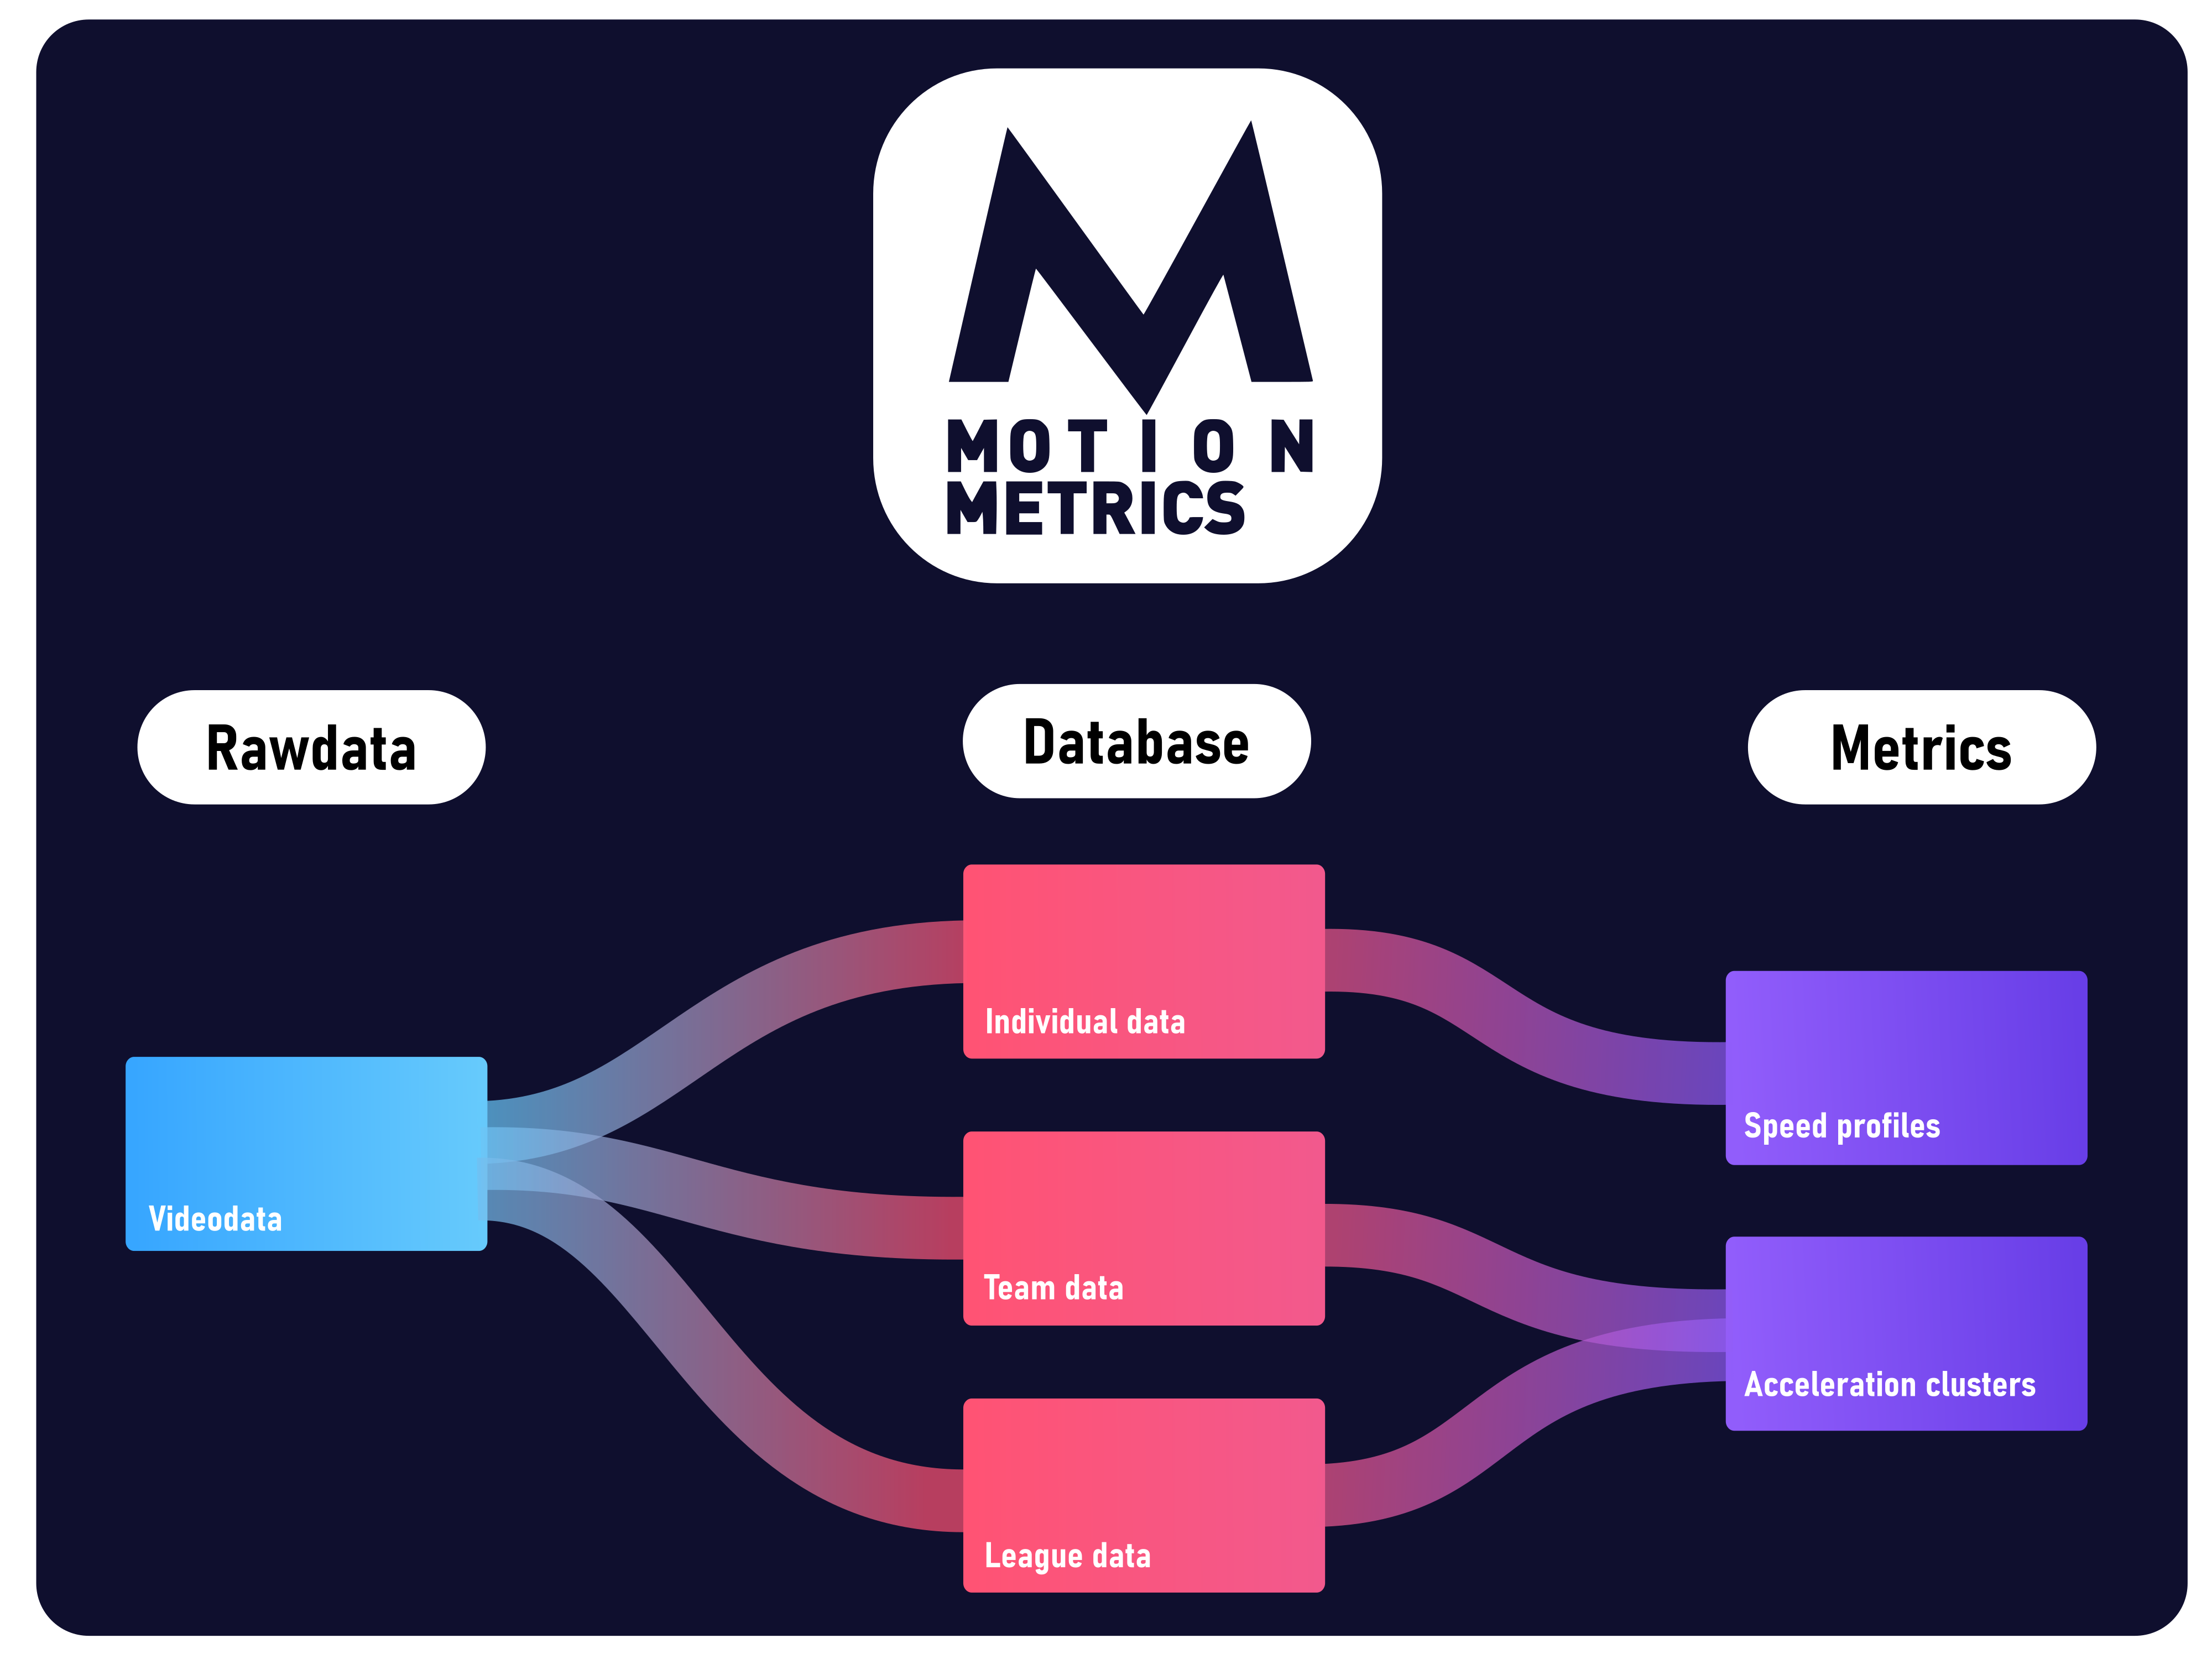 MOTION
METRICS
Rawdata
Database
Metrics
Individual data
Speed profiles
Videodata
Team data
Acceleration clusters
League data